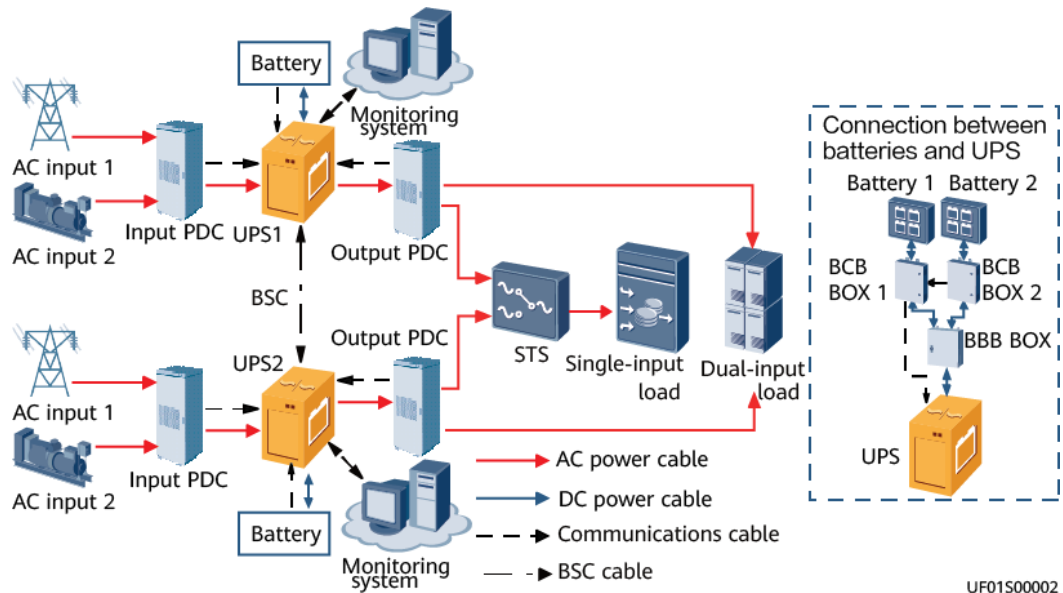 Battery
Monitoring
system
AC input 1
AC input 2
Input PDC
UPS1
Output PDC
BSC
STS
Single-input
load
Dual-input
load
Output PDC
UPS2
AC input 1
AC input 2
Input PDC
Battery
Monitoring
system
AC power cable
DC power cable
Communications cable
BSC cable
Connection between
batteries and UPS
Battery 1
Battery 2
BCB
BOX 1
BCB
BOX 2
BBB BOX
UPS
UF01S00002